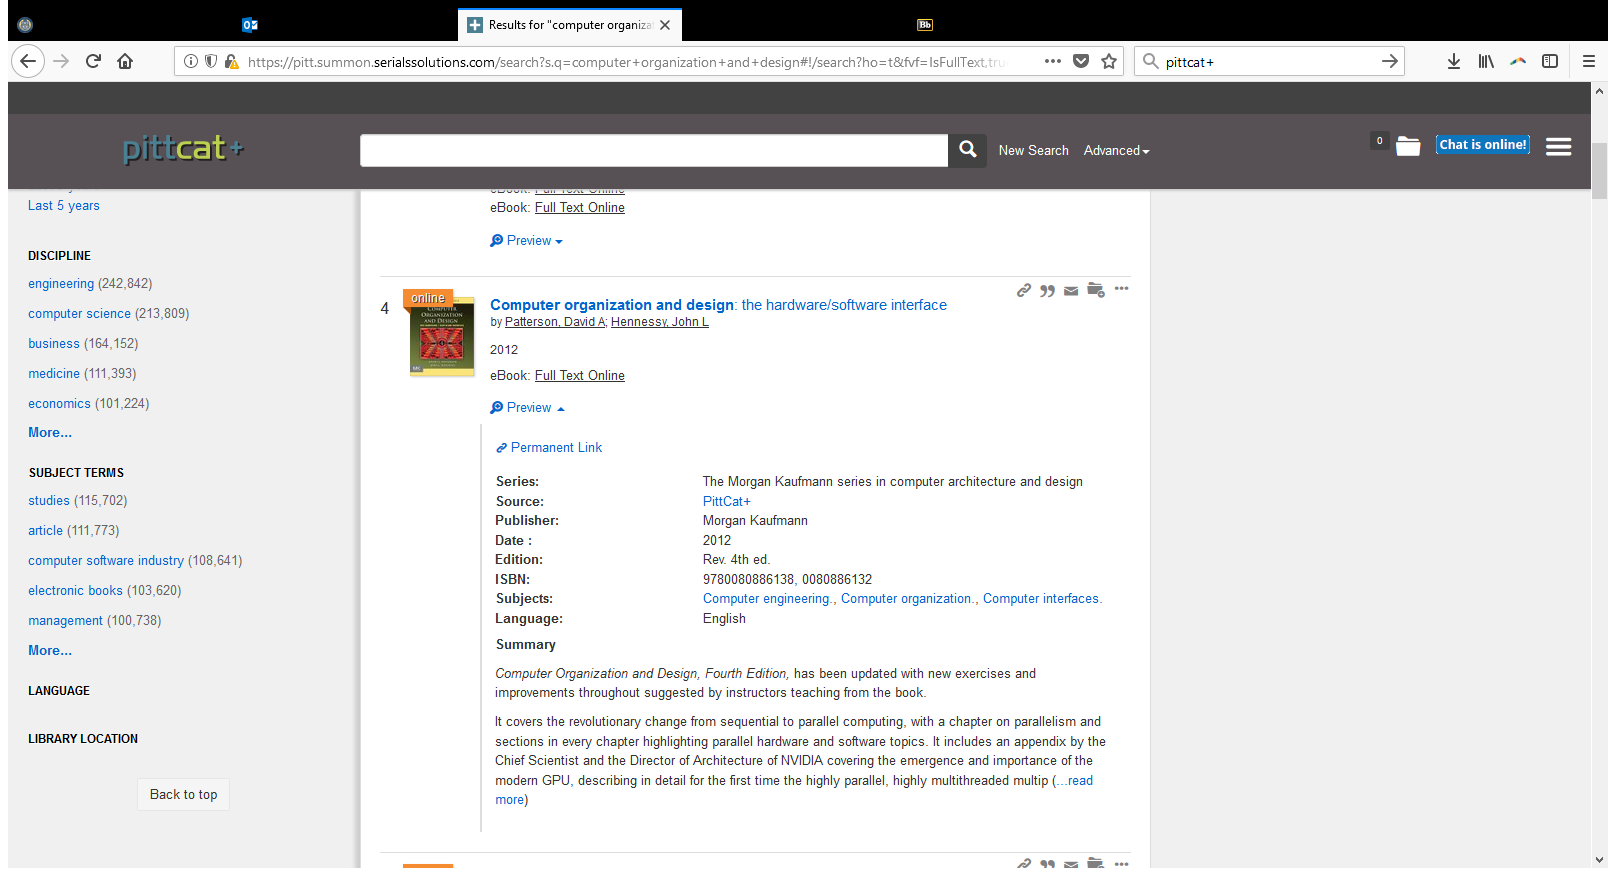 Results for "computer organiza
Bb
https://pitt.summon.serialssolutions.com/search?s.q=computer+organization+and+design#!/search?ho=t&fvf=IsFullText,tru
pittcat+
pittcat+
New Search
Advanced
0
Chat is online!
Last 5 years
DISCIPLINE
engineering (242,842)
computer science (213,809)
business (164,152)
medicine (111,393)
economics (101,224)
More...
SUBJECT TERMS
studies (115,702)
article (111,773)
computer software industry (108,641)
electronic books (103,620)
management (100,738)
More...
LANGUAGE
LIBRARY LOCATION
Back to top
eBook: Full Text Online
eBook: Full Text Online
Preview
4
online
COMPUTER ORGANIZATION AND DESIGN
Computer organization and design: the hardware/software interface
by Patterson, David A; Hennessy, John L
2012
eBook: Full Text Online
Preview
Permanent Link
Series: The Morgan Kaufmann series in computer architecture and design
Source: PittCat+
Publisher: Morgan Kaufmann
Date : 2012
Edition: Rev. 4th ed.
ISBN: 9780080886138, 0080886132
Subjects: Computer engineering., Computer organization., Computer interfaces.
Language: English
Summary
Computer Organization and Design, Fourth Edition, has been updated with new exercises and
improvements throughout suggested by instructors teaching from the book.
It covers the revolutionary change from sequential to parallel computing, with a chapter on parallelism and
sections in every chapter highlighting parallel hardware and software topics. It includes an appendix by the
Chief Scientist and the Director of Architecture of NVIDIA covering the emergence and importance of the
modern GPU, describing in detail for the first time the highly parallel, highly multithreaded multip (...read
more)